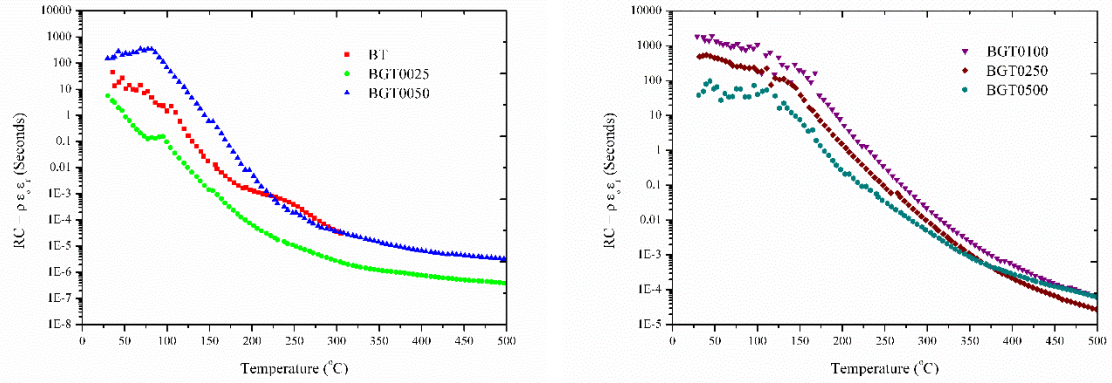 10000
1000
100
10
1
0.1
0.01
1E-3
1E-4
1E-5
1E-6
1E-7
1E-8
RC – ρ εₒ εᵣ (Seconds)
BT
BGT0025
BGT0050
0 50 100 150 200 250 300 350 400 450 500
Temperature (°C)
10000
1000
100
10
1
0.1
0.01
1E-3
1E-4
1E-5
RC – ρ εₒ εᵣ (Seconds)
BGT0100
BGT0250
BGT0500
0 50 100 150 200 250 300 350 400 450 500
Temperature (°C)